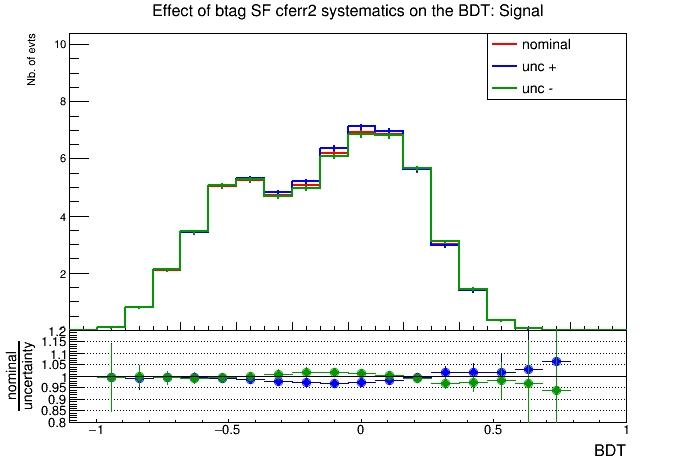 Effect of btag SF cferr2 systematics on the BDT: Signal
Nb. of evts
10
8
6
4
2
nominal
unc +
unc -
nominal
uncertainty
1.2
1.15
1.1
1.05
1
0.95
0.9
0.85
0.8
−1 −0.5 0 0.5 1
BDT